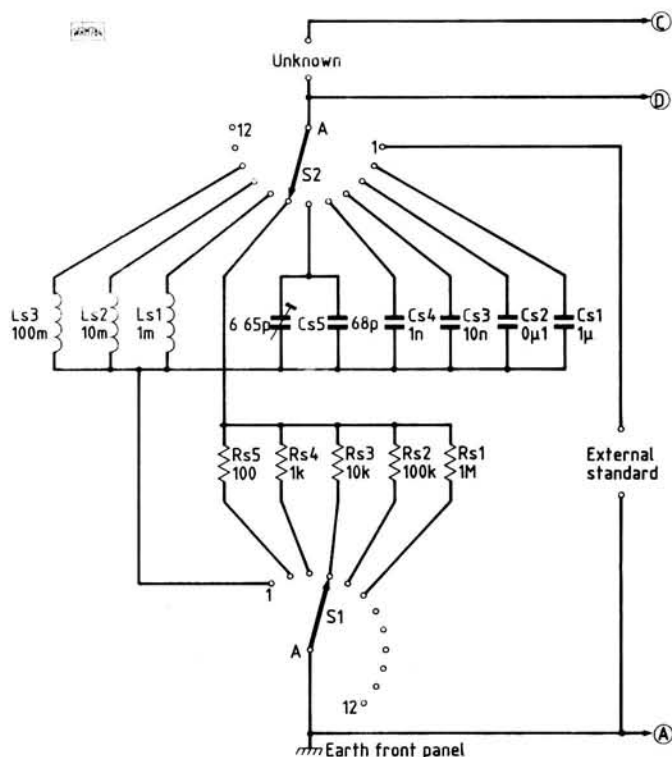 C
Unknown
D
12
A
1
S2
Ls3
100m
Ls2
10m
Ls1
1m
6 65p
Cs5
68p
Cs4
1n
Cs3
10n
Cs2
0µ1
Cs1
1µ
Rs5
100
Rs4
1k
Rs3
10k
Rs2
100k
Rs1
1M
External
standard
1
S1
A
12
A
Earth front panel